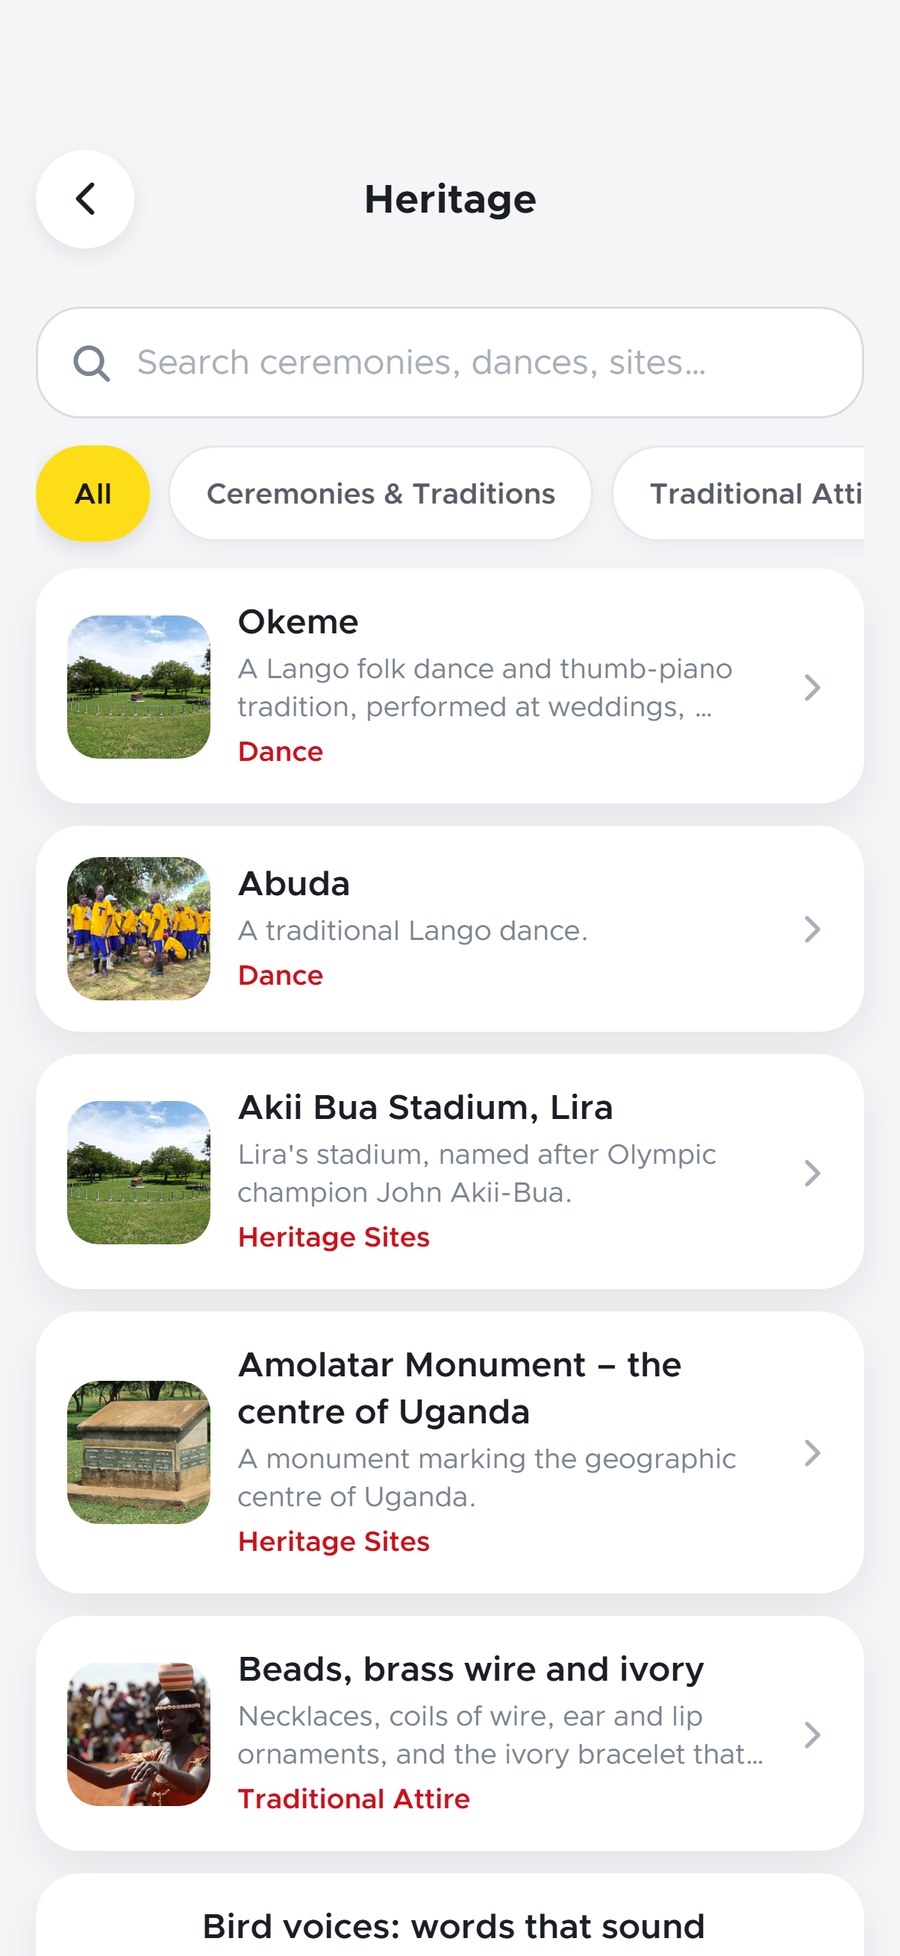 Heritage
Search ceremonies, dances, sites...
All
Ceremonies & Traditions
Traditional Atti
Okeme
A Lango folk dance and thumb-piano
tradition, performed at weddings, ...
Dance
Abuda
A traditional Lango dance.
Dance
Akii Bua Stadium, Lira
Lira's stadium, named after Olympic
champion John Akii-Bua.
Heritage Sites
Amolatar Monument – the
centre of Uganda
A monument marking the geographic
centre of Uganda.
Heritage Sites
Beads, brass wire and ivory
Necklaces, coils of wire, ear and lip
ornaments, and the ivory bracelet that...
Traditional Attire
Bird voices: words that sound